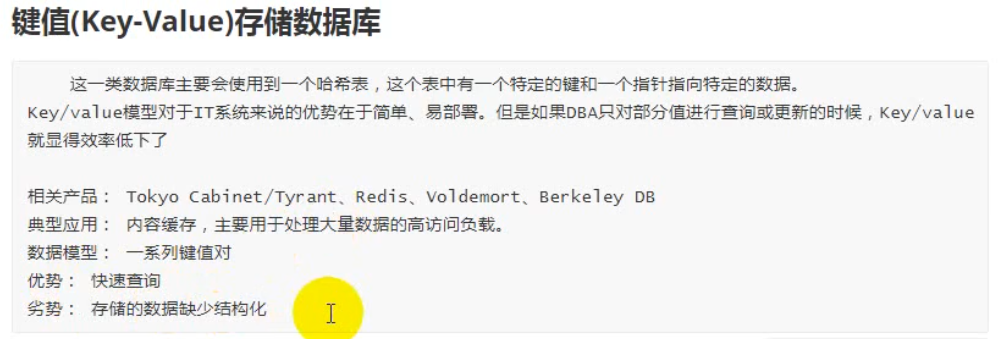 键值(Key-Value)存储数据库
这一类数据库主要会使用到一个哈希表，这个表中有一个特定的键和一个指针指向特定的数据。
Key/value模型对于IT系统来说的优势在于简单、易部署。但是如果DBA只对部分值进行查询或更新的时候，Key/value
就显得效率低下了
相关产品： Tokyo Cabinet/Tyrant、Redis、Voldemort、Berkeley DB
典型应用： 内容缓存，主要用于处理大量数据的高访问负载。
数据模型： 一系列键值对
优势： 快速查询
劣势： 存储的数据缺少结构化